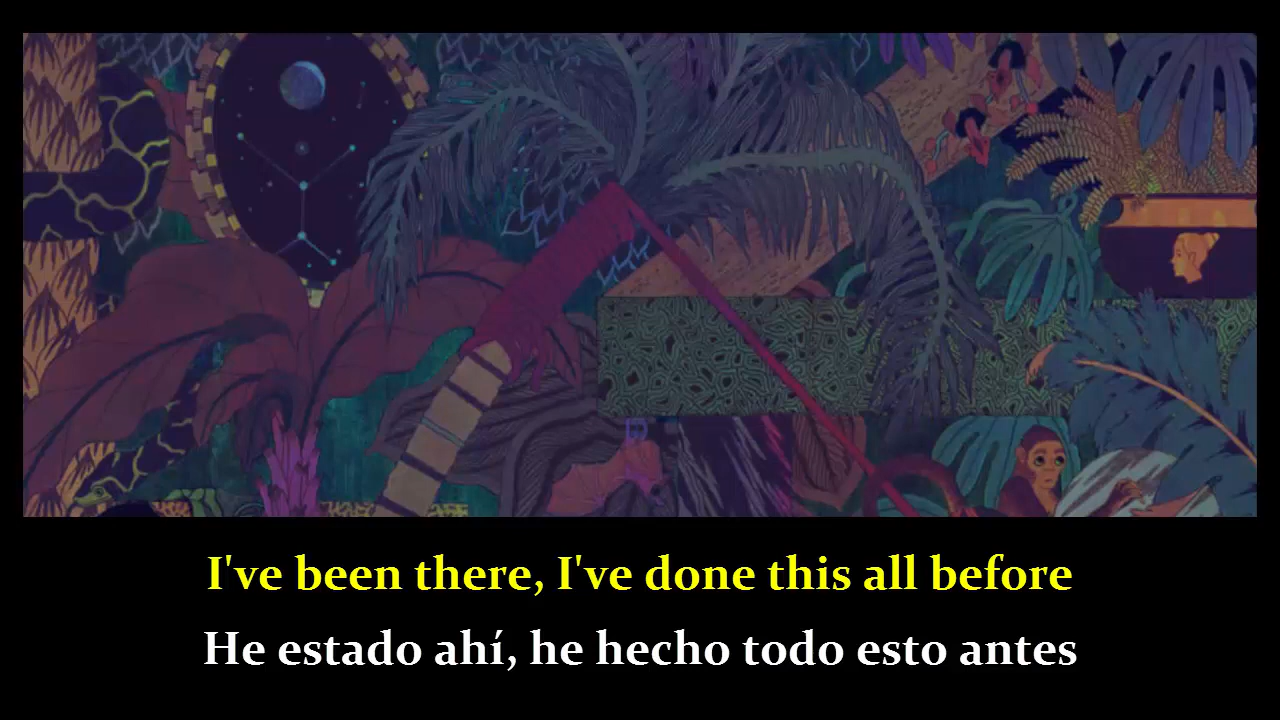 I've been there, I've done this all before
He estado ahí, he hecho todo esto antes